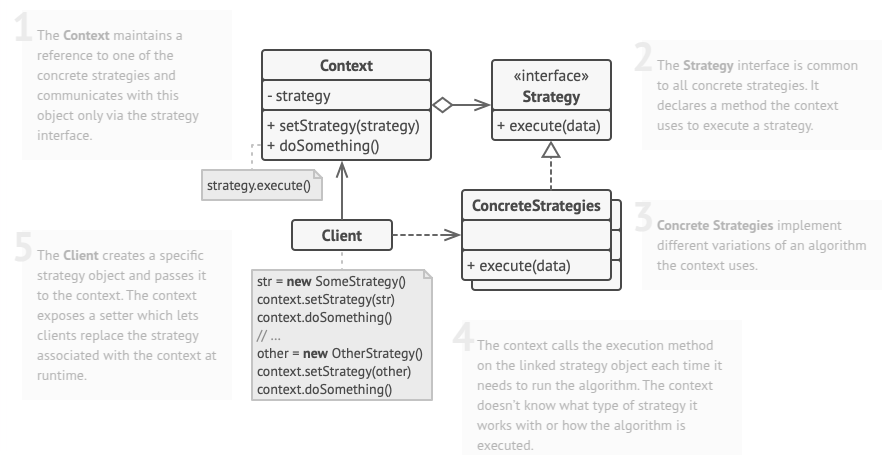 1
The Context maintains a
reference to one of the
concrete strategies and
communicates with this
object only via the strategy
interface.
Context
- strategy
+ setStrategy(strategy)
+ doSomething()
strategy.execute()
«interface»
Strategy
+ execute(data)
2
The Strategy interface is common
to all concrete strategies. It
declares a method the context
uses to execute a strategy.
ConcreteStrategies
+ execute(data)
3
Concrete Strategies implement
different variations of an algorithm
the context uses.
Client
5
The Client creates a specific
strategy object and passes it
to the context. The context
exposes a setter which lets
clients replace the strategy
associated with the context at
runtime.
str = new SomeStrategy()
context.setStrategy(str)
context.doSomething()
// ...
other = new OtherStrategy()
context.setStrategy(other)
context.doSomething()
4
The context calls the execution method
on the linked strategy object each time it
needs to run the algorithm. The context
doesn't know what type of strategy it
works with or how the algorithm is
executed.